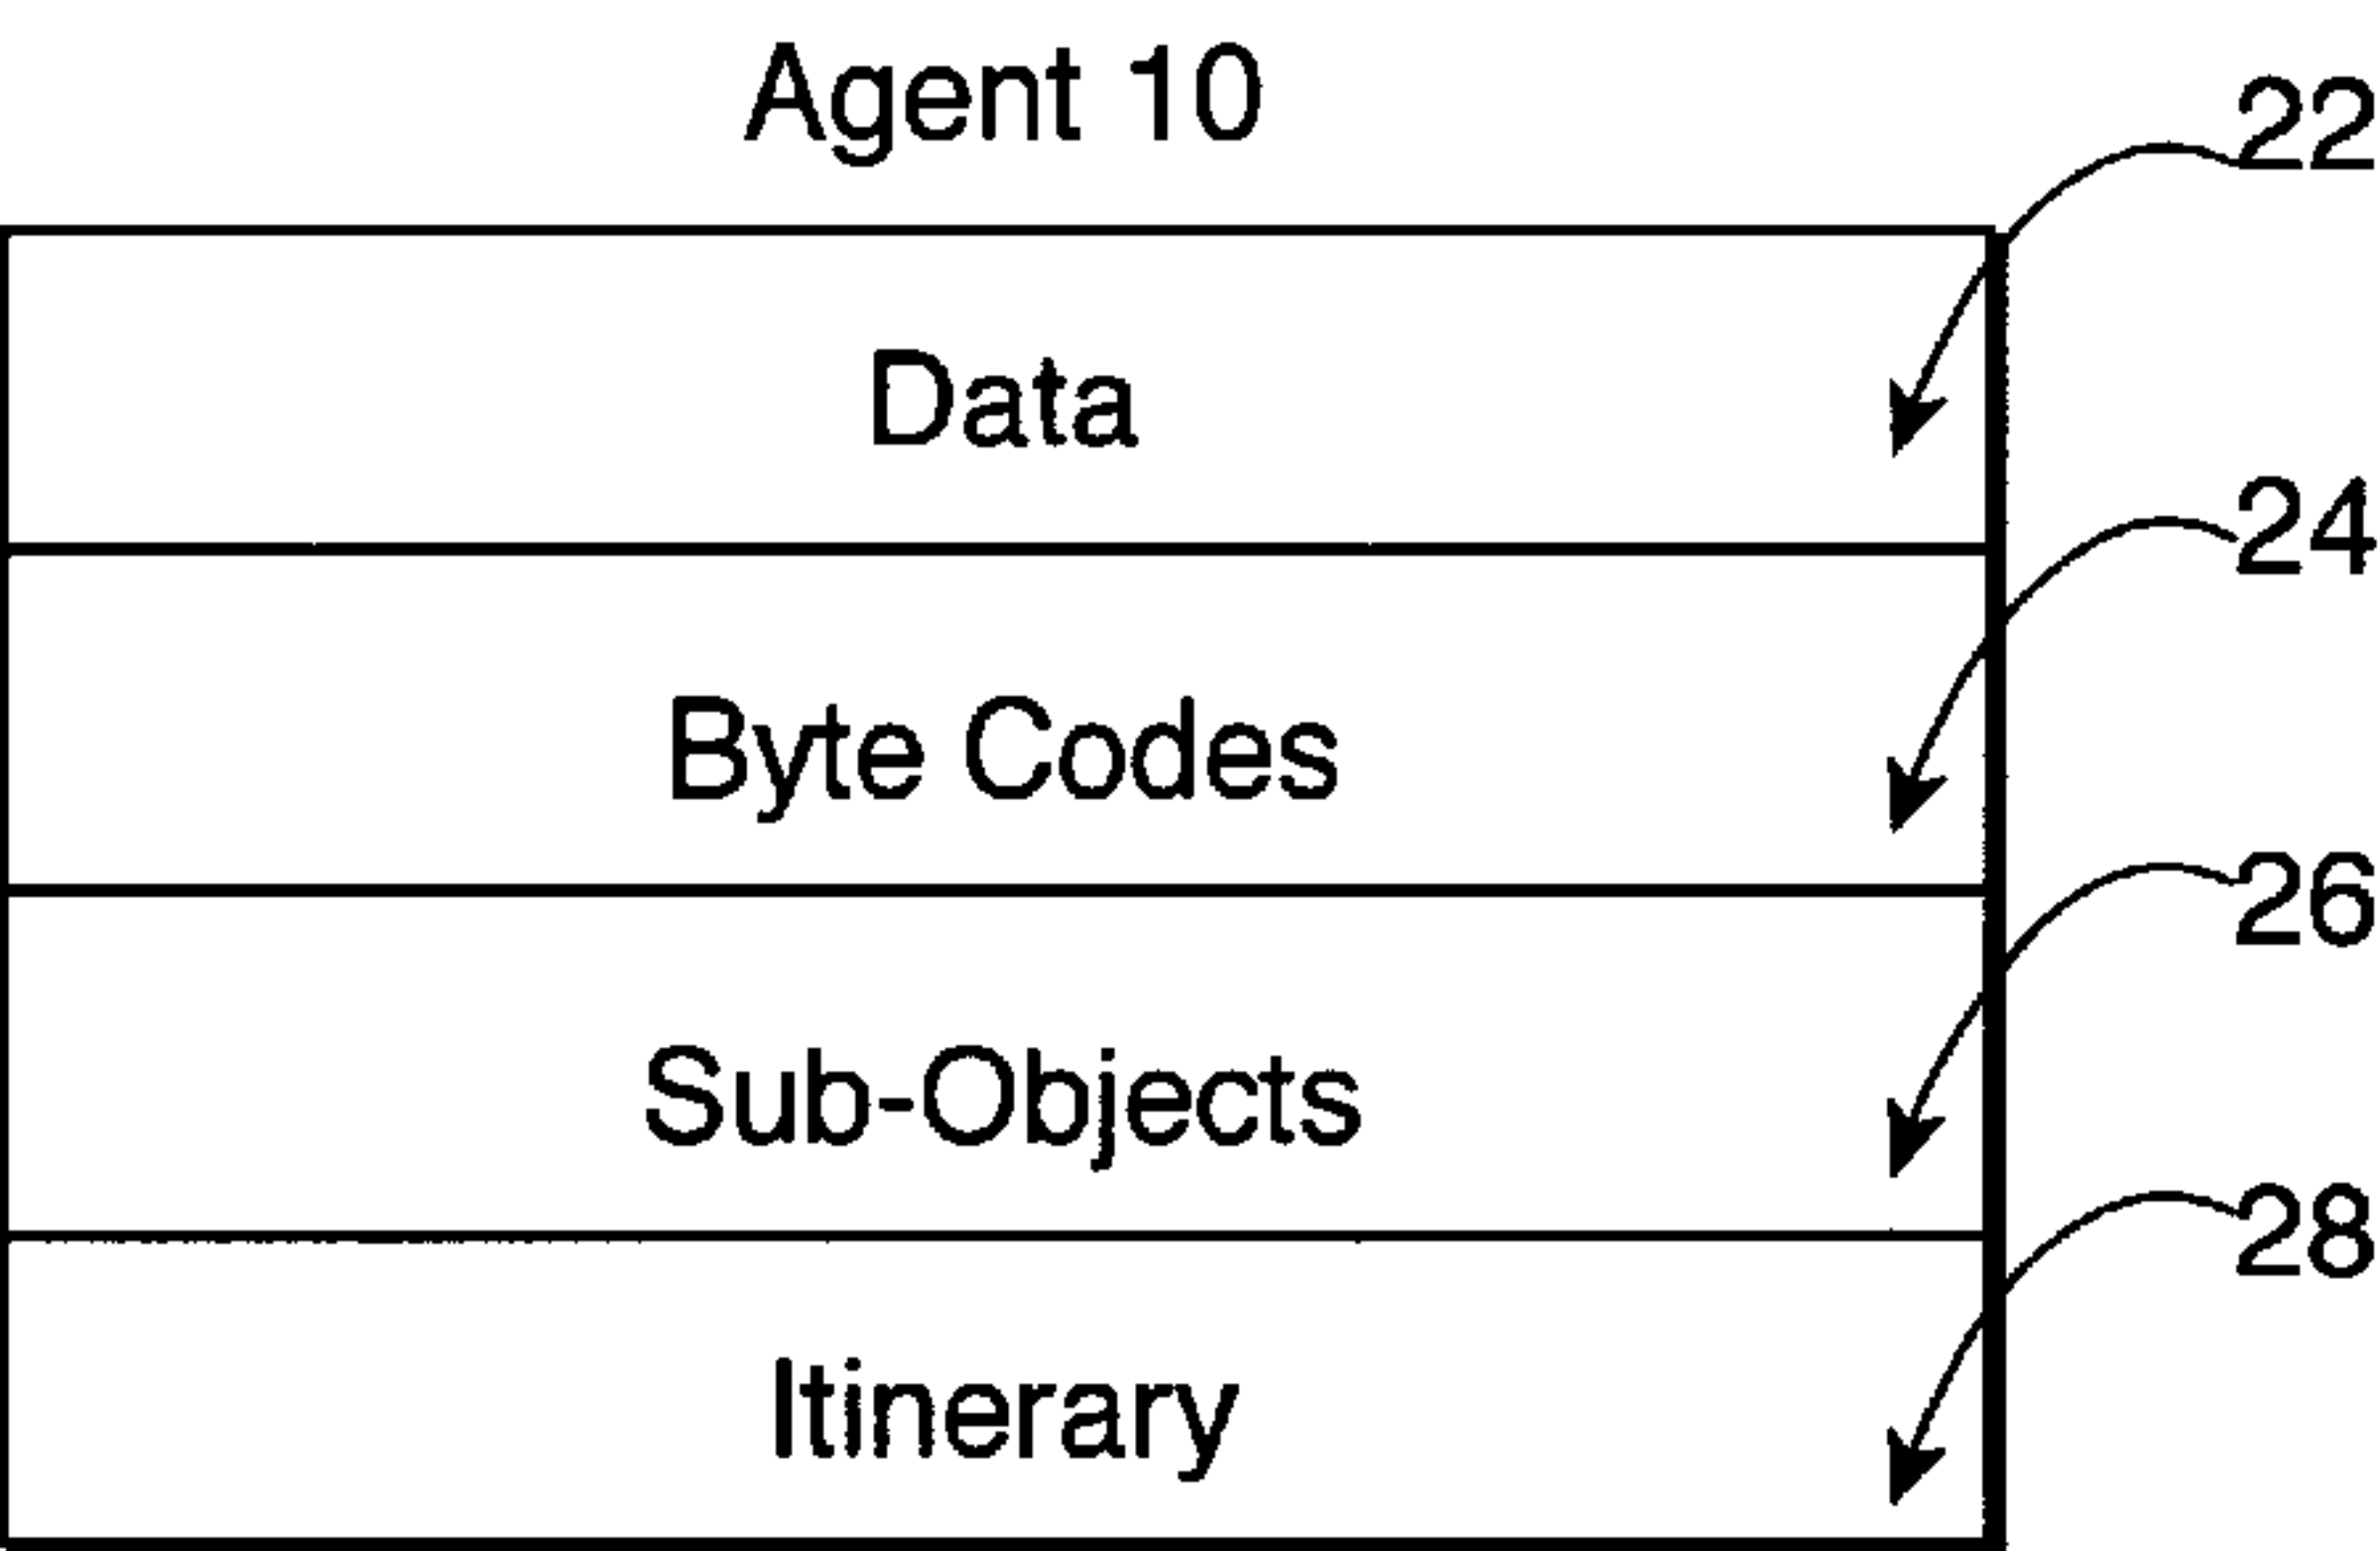 Agent 10
22
Data
24
Byte Codes
26
Sub-Objects
28
Itinerary